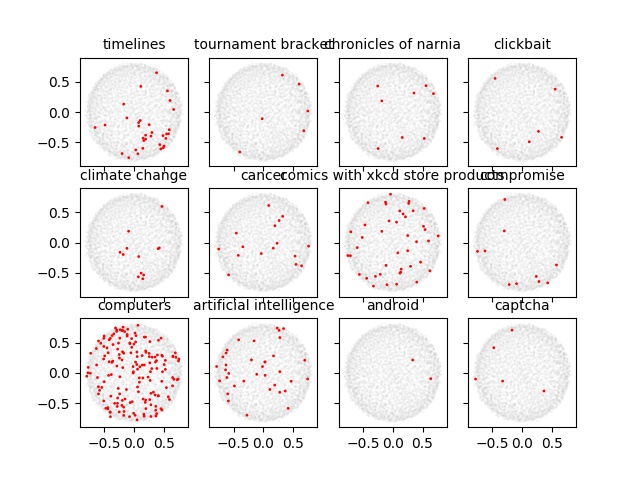 timelines
tournament bracket
chronicles of narnia
clickbait
0.5
0.0
−0.5
climate change
cancer
comics with xkcd store products
compromise
0.5
0.0
−0.5
computers
artificial intelligence
android
captcha
0.5
0.0
−0.5
−0.5 0.0 0.5
−0.5 0.0 0.5
−0.5 0.0 0.5
−0.5 0.0 0.5